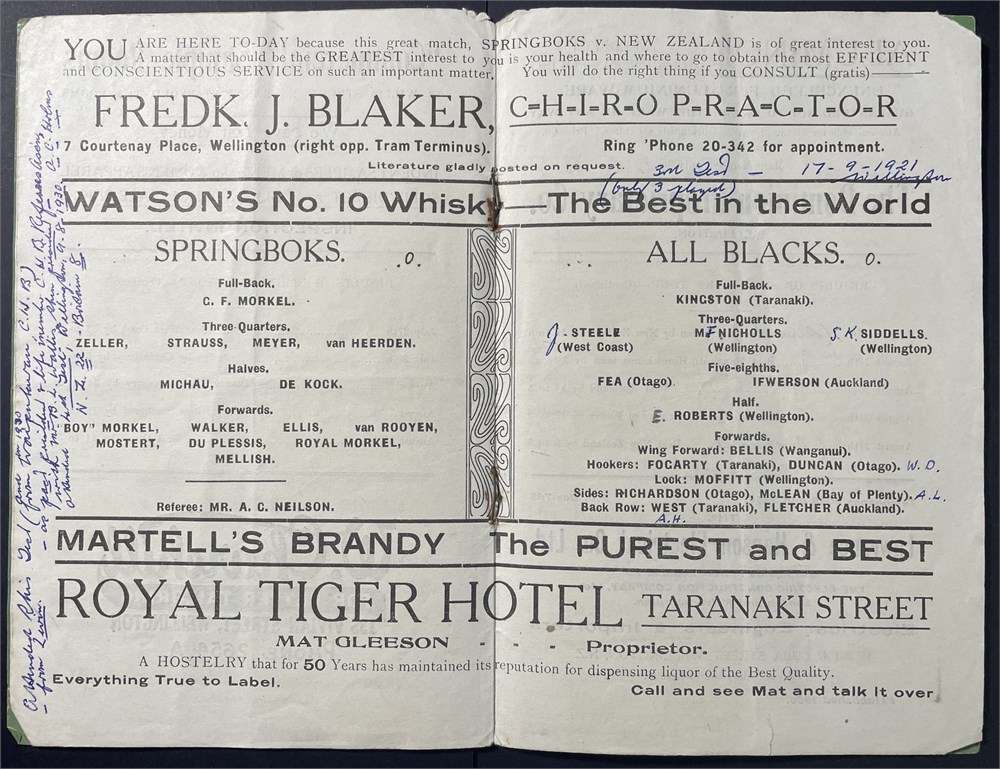 YOU ARE HERE TO-DAY because this great match, SPRINGBOKS v. NEW ZEALAND is of great interest to you.
A matter that should be the GREATEST interest to you is your health and where to go to obtain the most EFFICIENT
and CONSCIENTIOUS SERVICE on such an important matter. You will do the right thing if you CONSULT (gratis)—
FREDK. J. BLAKER, C-H-I-R-O P-R-A-C-T-O-R
17 Courtenay Place, Wellington (right opp. Tram Terminus). Ring 'Phone 20-342 for appointment.
Literature gladly posted on request.
3rd Test — 17-9-1921
(only 3 played) Wellington
WATSON'S No. 10 Whisky—The Best in the World
SPRINGBOKS. .0.
Full-Back.
C. F. MORKEL.
Three-Quarters.
ZELLER, STRAUSS, MEYER, van HEERDEN.
Halves.
MICHAU, DE KOCK.
Forwards.
"BOY" MORKEL, WALKER, ELLIS, van ROOYEN,
MOSTERT, DU PLESSIS, ROYAL MORKEL,
MELLISH.
Referee: MR. A. C. NEILSON.
ALL BLACKS. 0.
Full-Back.
KINGSTON (Taranaki).
Three-Quarters.
J. STEELE M F NICHOLLS S.K. SIDDELLS.
(West Coast) (Wellington) (Wellington)
Five-eighths.
FEA (Otago). IFWERSON (Auckland)
Half.
E. ROBERTS (Wellington).
Forwards.
Wing Forward: BELLIS (Wanganui).
Hookers: FOGARTY (Taranaki), DUNCAN (Otago). W.D.
Look: MOFFITT (Wellington).
Sides: RICHARDSON (Otago), McLEAN (Bay of Plenty). A.L.
Back Row: WEST (Taranaki), FLETCHER (Auckland).
A.H.
MARTELL'S BRANDY The PUREST and BEST
ROYAL TIGER HOTEL TARANAKI STREET
MAT GLEESON - - - Proprietor.
A HOSTELRY that for 50 Years has maintained its reputation for dispensing liquor of the Best Quality.
Everything True to Label.
Call and see Mat and talk It over
Attended this Test
from Levin.
N.Z. 22 - Britain 8.